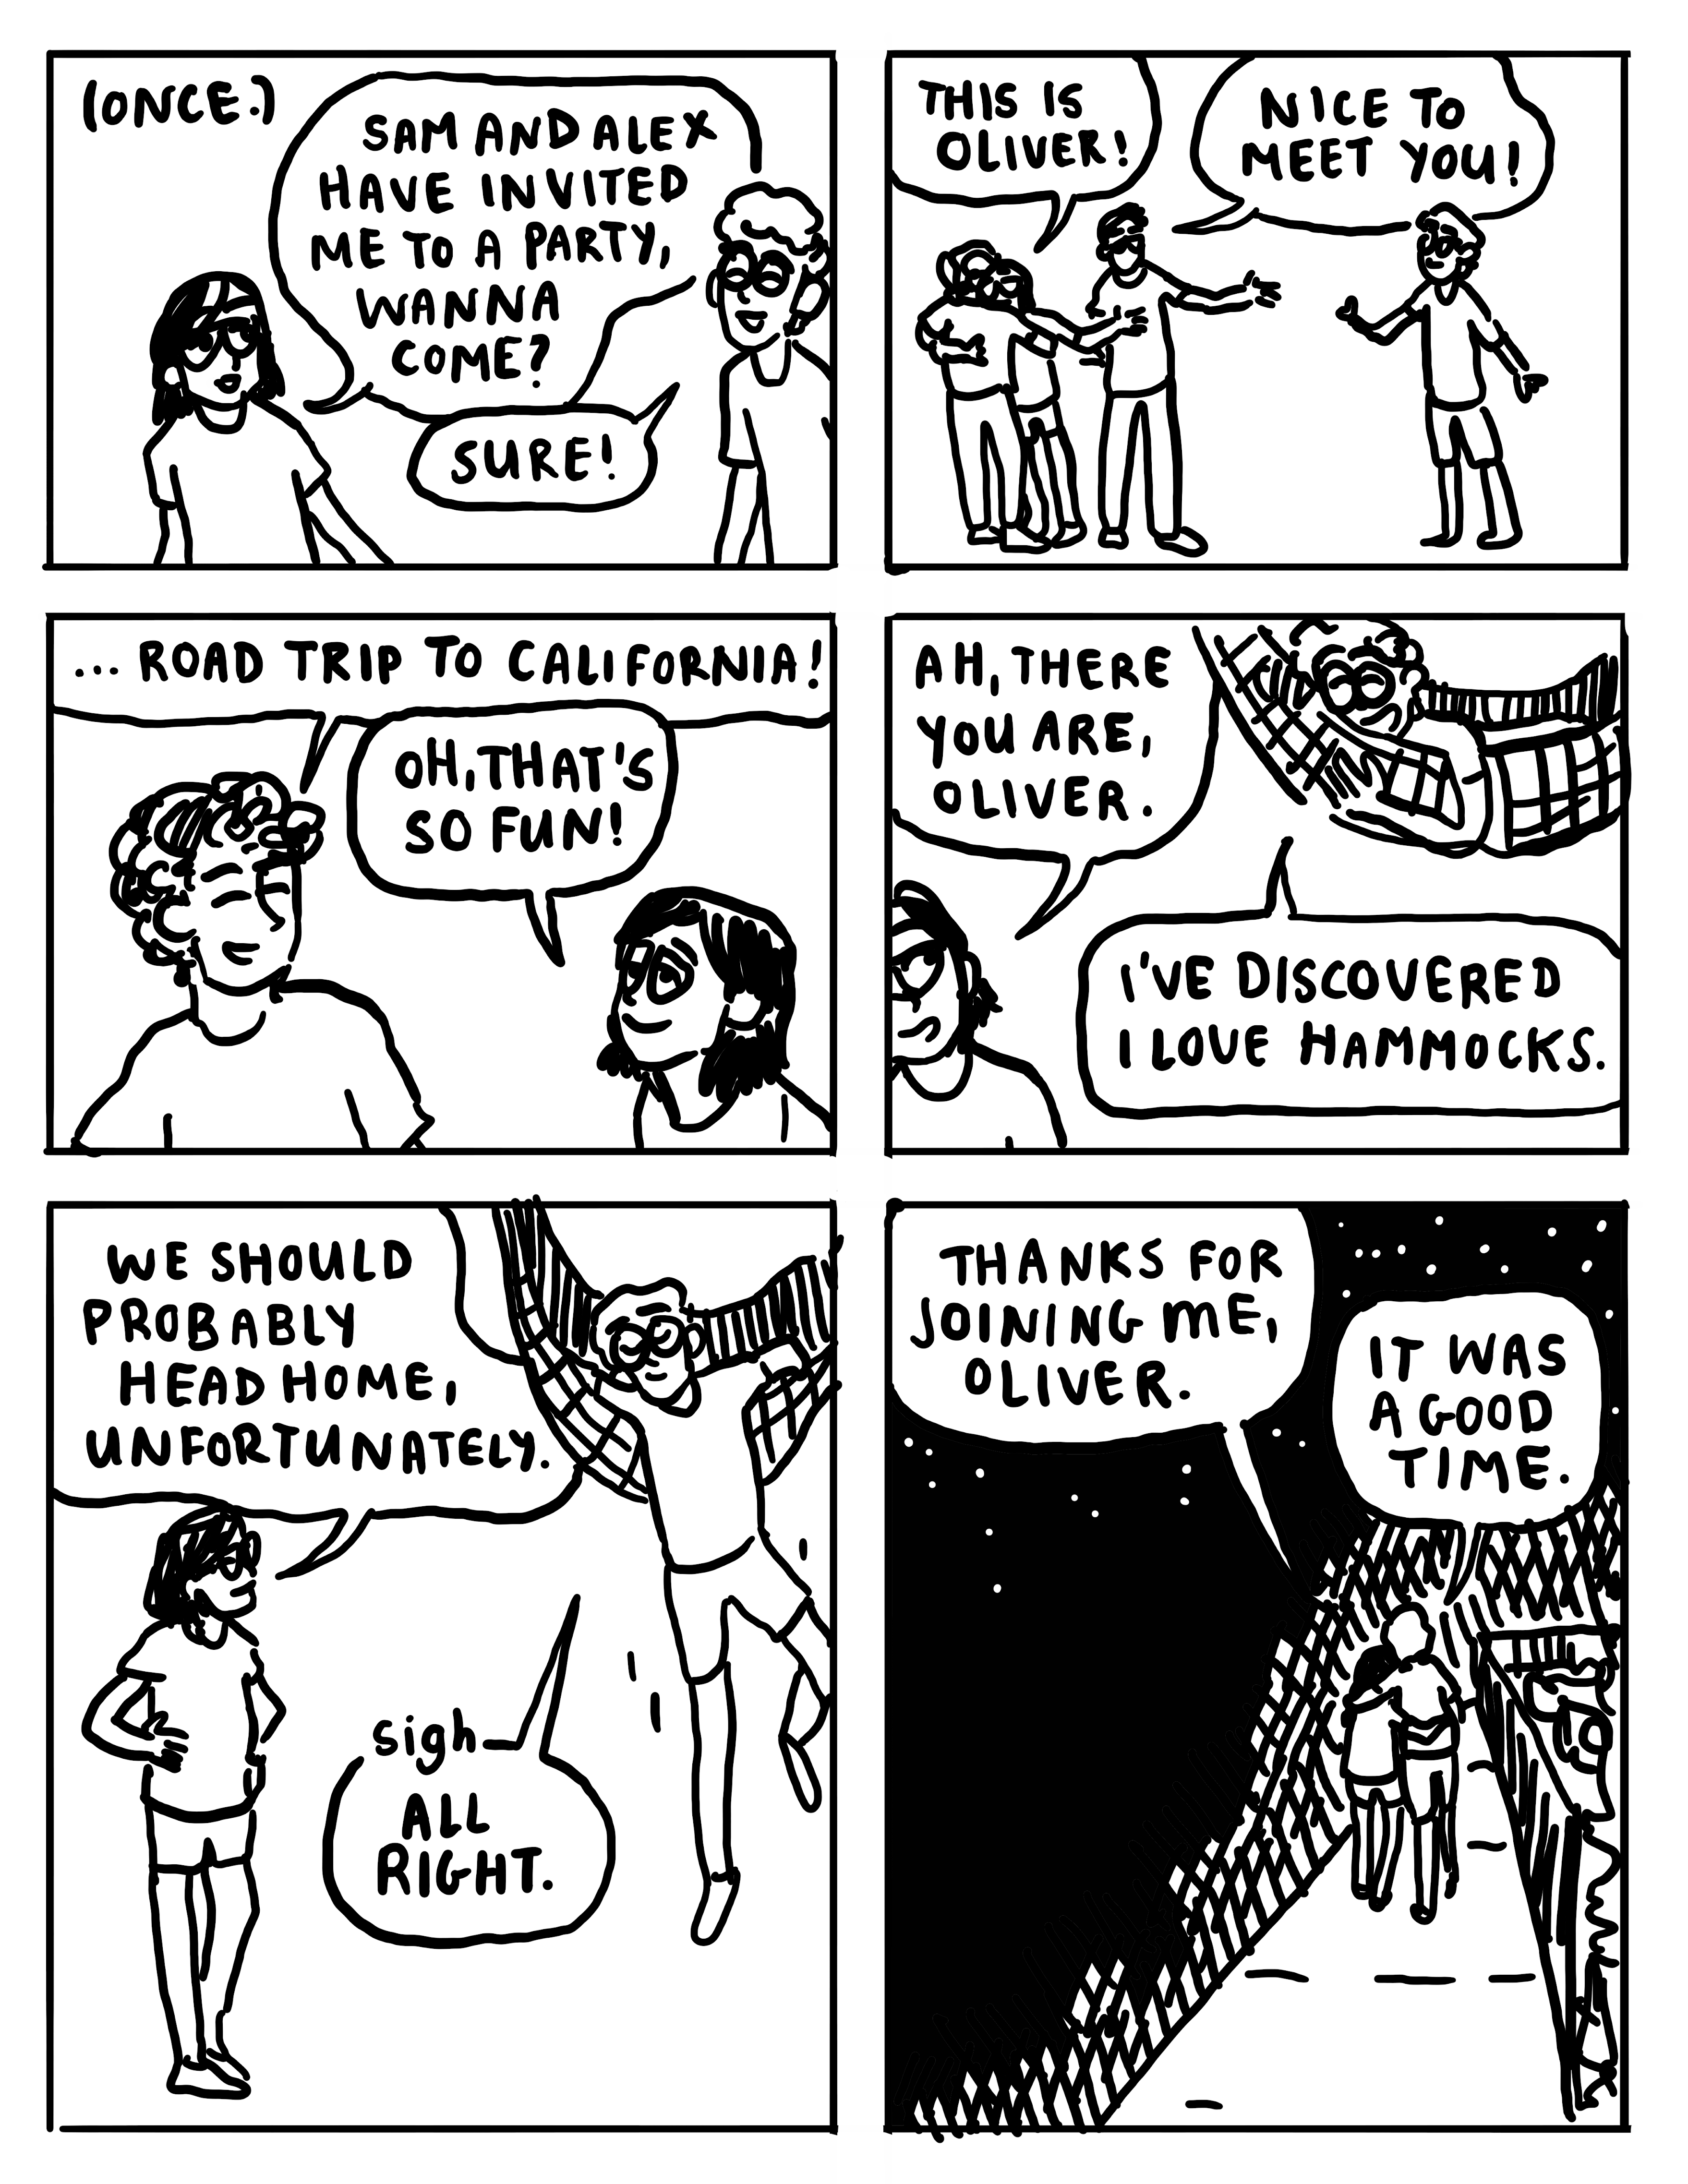 (ONCE.)
SAM AND ALEX
HAVE INVITED
ME TO A PARTY,
WANNA
COME?
SURE!
THIS IS
OLIVER!
NICE TO
MEET YOU!
... ROAD TRIP TO CALIFORNIA!
OH, THAT'S
SO FUN!
AH, THERE
YOU ARE,
OLIVER.
I'VE DISCOVERED
I LOVE HAMMOCKS.
WE SHOULD
PROBABLY
HEAD HOME,
UNFORTUNATELY.
sigh
ALL
RIGHT.
THANKS FOR
JOINING ME,
OLIVER.
IT WAS
A GOOD
TIME.